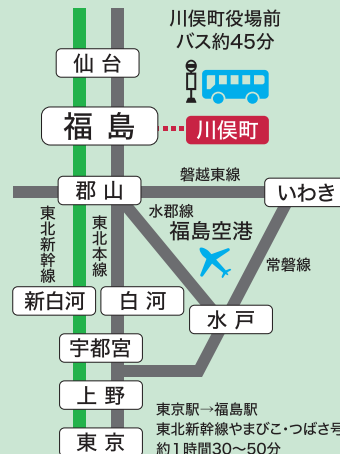 川俣町役場前
バス約45分
仙台
福島
川俣町
磐越東線
郡山
いわき
水郡線
東北新幹線
東北本線
福島空港
常磐線
新白河
白河
水戸
宇都宮
上野
東京
東京駅→福島駅
東北新幹線やまびこ・つばさ号
約1時間30〜50分